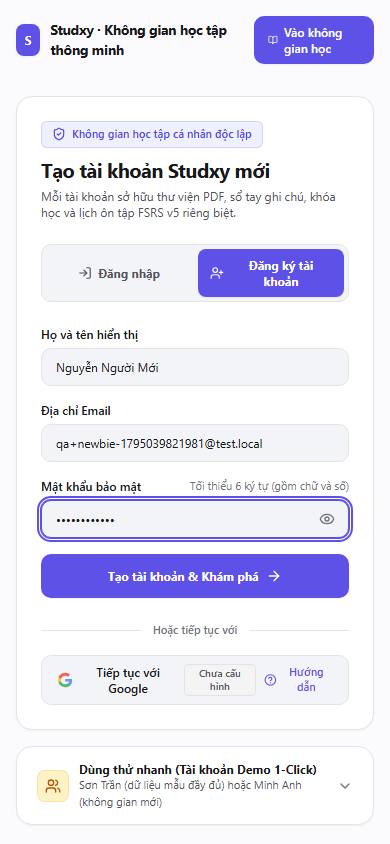 S
Studxy · Không gian học tập
thông minh
Vào không
gian học
Không gian học tập cá nhân độc lập
Tạo tài khoản Studxy mới
Mỗi tài khoản sở hữu thư viện PDF, sổ tay ghi chú, khóa
học và lịch ôn tập FSRS v5 riêng biệt.
Đăng nhập
Đăng ký tài
khoản
Họ và tên hiển thị
Nguyễn Người Mới
Địa chỉ Email
qa+newbie-1795039821981@test.local
Mật khẩu bảo mật
Tối thiểu 6 ký tự (gồm chữ và số)
••••••••••••
Tạo tài khoản & Khám phá
Hoặc tiếp tục với
Tiếp tục với
Google
Chưa cấu
hình
Hướng
dẫn
Dùng thử nhanh (Tài khoản Demo 1-Click)
Sơn Trần (dữ liệu mẫu đầy đủ) hoặc Minh Anh
(không gian mới)